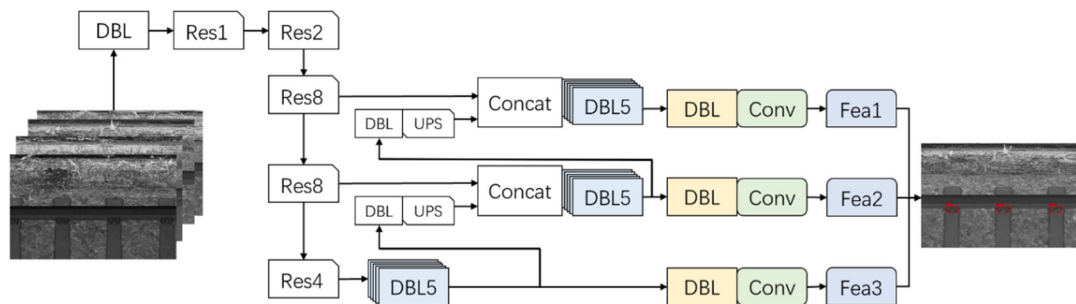 DBL Res1 Res2
Res8 Concat DBL5 DBL Conv Fea1
DBL UPS
Res8 Concat DBL5 DBL Conv Fea2
DBL UPS
Res4 DBL5 DBL Conv Fea3